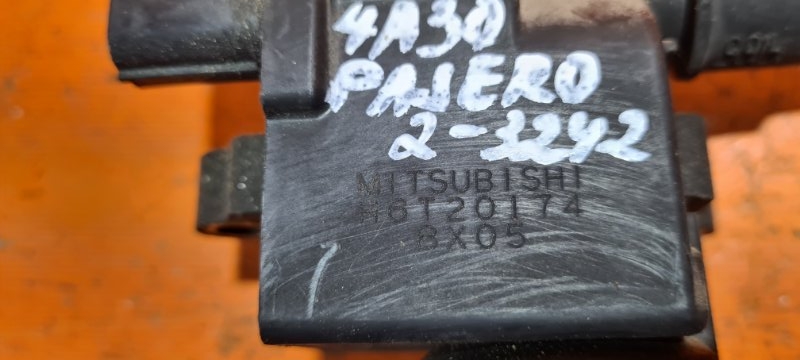 4A30
PAJERO
2-3242
MITSUBISHI
H6T20174
8X05